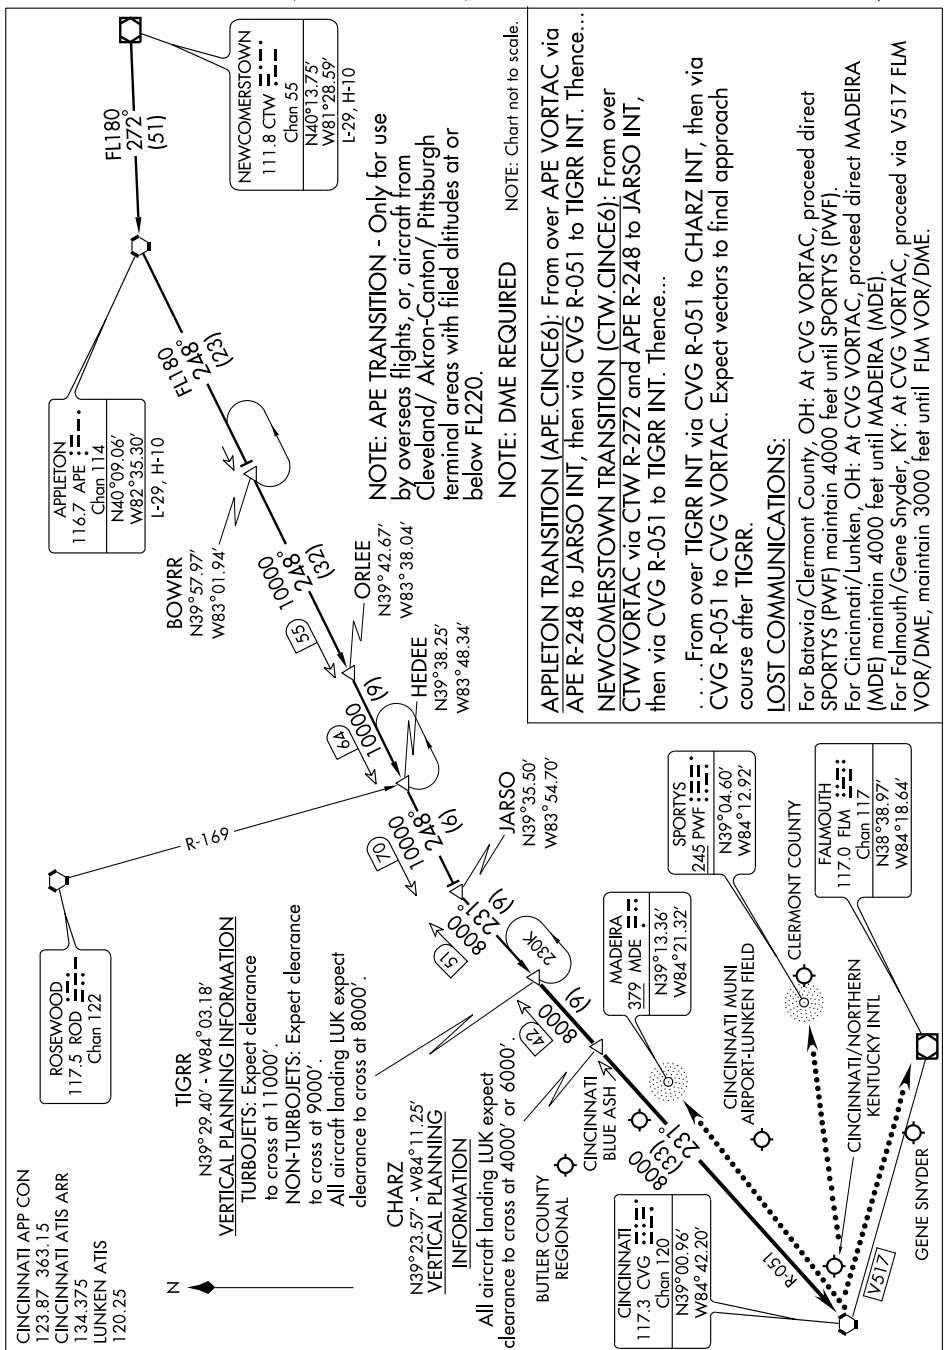 CINCINNATI APP CON
123.87 363.15
CINCINNATI ATIS ARR
134.375
LUNKEN ATIS
120.25
N
ROSEWOOD
117.5 ROD
Chan 122
R-169
TIGRR
N39°29.40' - W84°03.18'
VERTICAL PLANNING INFORMATION
TURBOJETS: Expect clearance
to cross at 11000'.
NON-TURBOJETS: Expect clearance
to cross at 9000'.
All aircraft landing LUK expect
clearance to cross at 8000'.
CHARZ
N39°23.57' - W84°11.25'
VERTICAL PLANNING
INFORMATION
All aircraft landing LUK expect
clearance to cross at 4000' or 6000'.
BUTLER COUNTY
REGIONAL
CINCINNATI
BLUE ASH
CINCINNATI
117.3 CVG
Chan 120
N39°00.96'
W84°42.20'
R-051
8000
231°
(33)
42
8000
(9)
230K
51
8000
231°
(9)
JARSO
N39°35.50'
W83°54.70'
70
10000
248°
(6)
HEDEE
N39°38.25'
W83°48.34'
64
10000
(9)
ORLEE
N39°42.67'
W83°38.04'
55
10000
248°
(32)
BOWRR
N39°57.97'
W83°01.94'
FL180
248°
(23)
APPLETON
116.7 APE
Chan 114
N40°09.06'
W82°35.30'
L-29, H-10
FL180
272°
(51)
NEWCOMERSTOWN
111.8 CTW
Chan 55
N40°13.75'
W81°28.59'
L-29, H-10
MADEIRA
379 MDE
N39°13.36'
W84°21.32'
CINCINNATI MUNI
AIRPORT-LUNKEN FIELD
SPORTYS
245 PWF
N39°04.60'
W84°12.92'
CLERMONT COUNTY
CINCINNATI/NORTHERN
KENTUCKY INTL
FALMOUTH
117.0 FLM
Chan 117
N38°38.97'
W84°18.64'
V517
GENE SNYDER
NOTE: APE TRANSITION - Only for use
by overseas flights, or, aircraft from
Cleveland/ Akron-Canton/ Pittsburgh
terminal areas with filed altitudes at or
below FL220.
NOTE: DME REQUIRED
NOTE: Chart not to scale.
APPLETON TRANSITION (APE.CINCE6): From over APE VORTAC via
APE R-248 to JARSO INT, then via CVG R-051 to TIGRR INT. Thence...
NEWCOMERSTOWN TRANSITION (CTW.CINCE6): From over
CTW VORTAC via CTW R-272 and APE R-248 to JARSO INT,
then via CVG R-051 to TIGRR INT. Thence...
. . . .From over TIGRR INT via CVG R-051 to CHARZ INT, then via
CVG R-051 to CVG VORTAC. Expect vectors to final approach
course after TIGRR.
LOST COMMUNICATIONS:
For Batavia/Clermont County, OH: At CVG VORTAC, proceed direct
SPORTYS (PWF) maintain 4000 feet until SPORTYS (PWF).
For Cincinnati/Lunken, OH: At CVG VORTAC, proceed direct MADEIRA
(MDE) maintain 4000 feet until MADEIRA (MDE).
For Falmouth/Gene Snyder, KY: At CVG VORTAC, proceed via V517 FLM
VOR/DME, maintain 3000 feet until FLM VOR/DME.